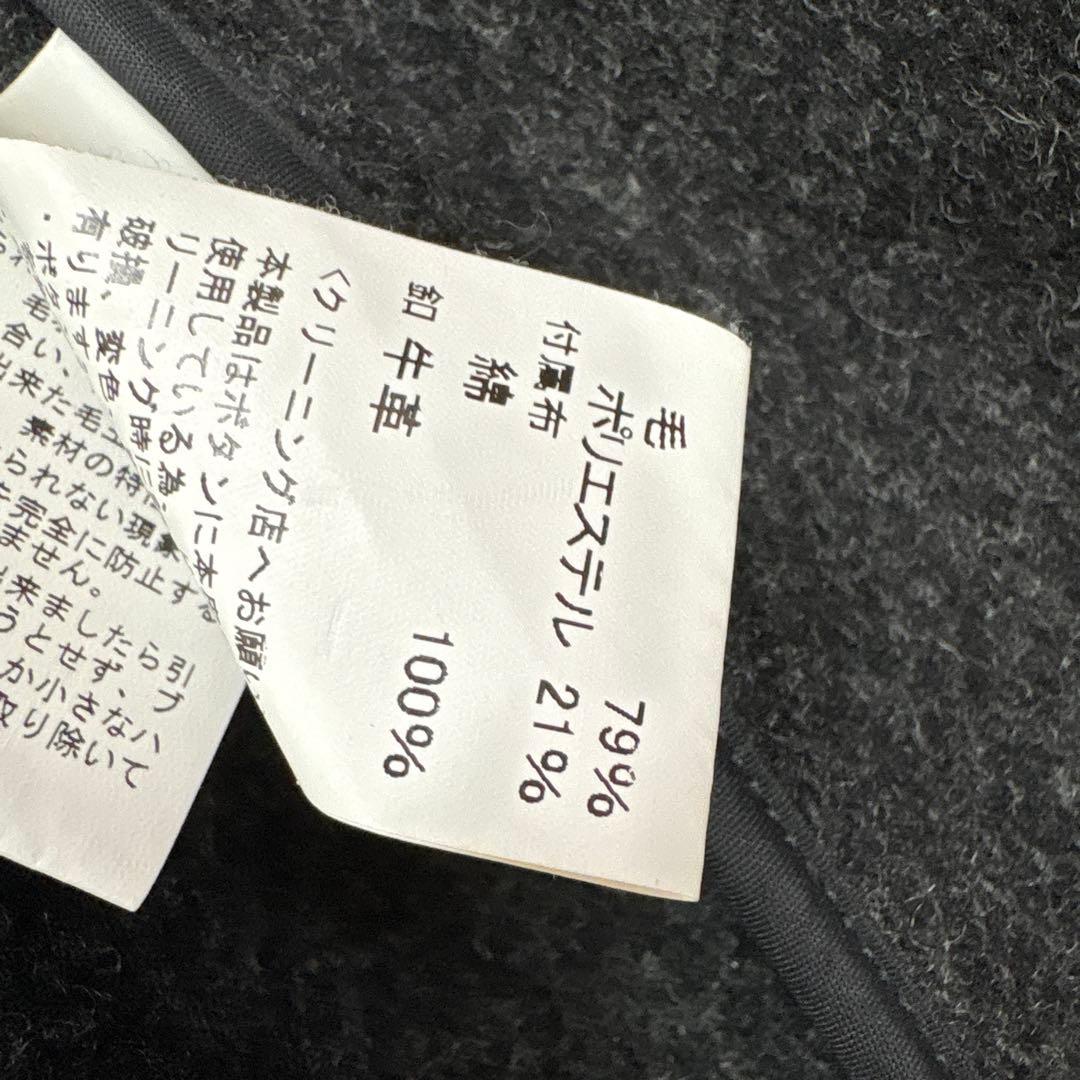 毛 79%
ポリエステル 21%
付属布
綿 100%
釦 牛革
<クリーニング店へお願い
本製品はボタンに本
使用している為
リーニング時に
破損、変色
有ります
・ボ
毛
合い、
出来た毛
素材の特
られない現象
を完全に防止する
ません。
出来ましたら引
うとせず、ブ
か小さなハ
取り除いて